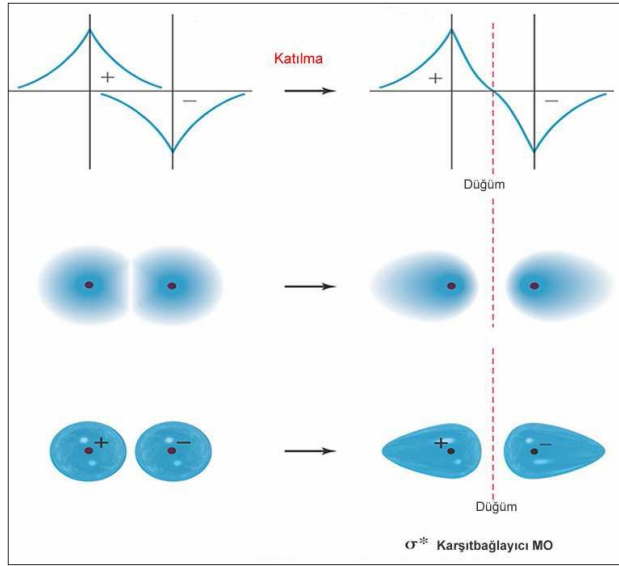 Katılma
+
−
+
−
Düğüm
+
−
+
−
Düğüm
σ* Karşıtbağlayıcı MO